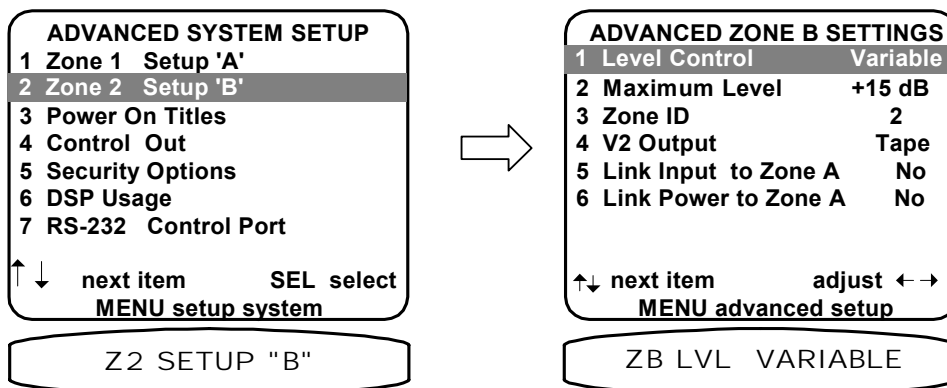 ADVANCED SYSTEM SETUP
1 Zone 1 Setup 'A'
2 Zone 2 Setup 'B'
3 Power On Titles
4 Control Out
5 Security Options
6 DSP Usage
7 RS-232 Control Port
↑↓ next item SEL select
MENU setup system
Z2 SETUP "B"
ADVANCED ZONE B SETTINGS
1 Level Control Variable
2 Maximum Level +15 dB
3 Zone ID 2
4 V2 Output Tape
5 Link Input to Zone A No
6 Link Power to Zone A No
↑↓ next item adjust ←→
MENU advanced setup
ZB LVL VARIABLE